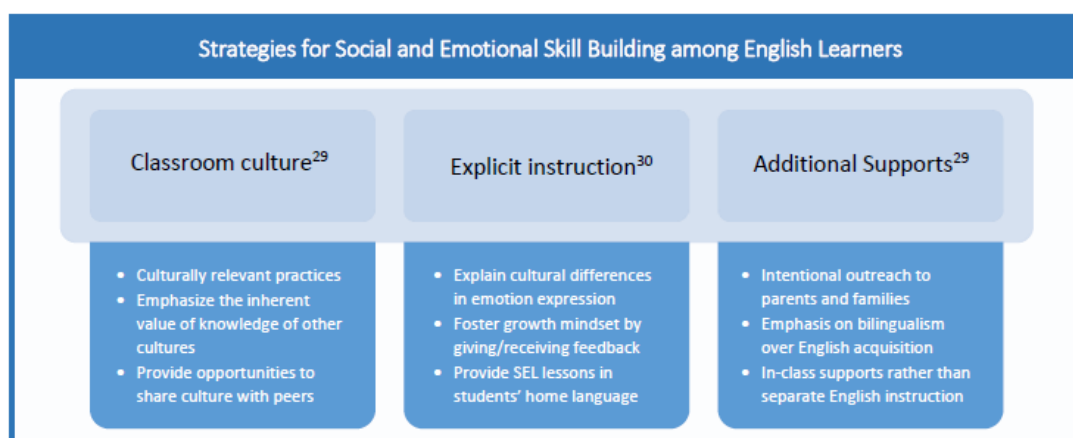 Strategies for Social and Emotional Skill Building among English Learners
Classroom culture29
• Culturally relevant practices
• Emphasize the inherent
value of knowledge of other
cultures
• Provide opportunities to
share culture with peers
Explicit instruction30
• Explain cultural differences
in emotion expression
• Foster growth mindset by
giving/receiving feedback
• Provide SEL lessons in
students’ home language
Additional Supports29
• Intentional outreach to
parents and families
• Emphasis on bilingualism
over English acquisition
• In-class supports rather than
separate English instruction